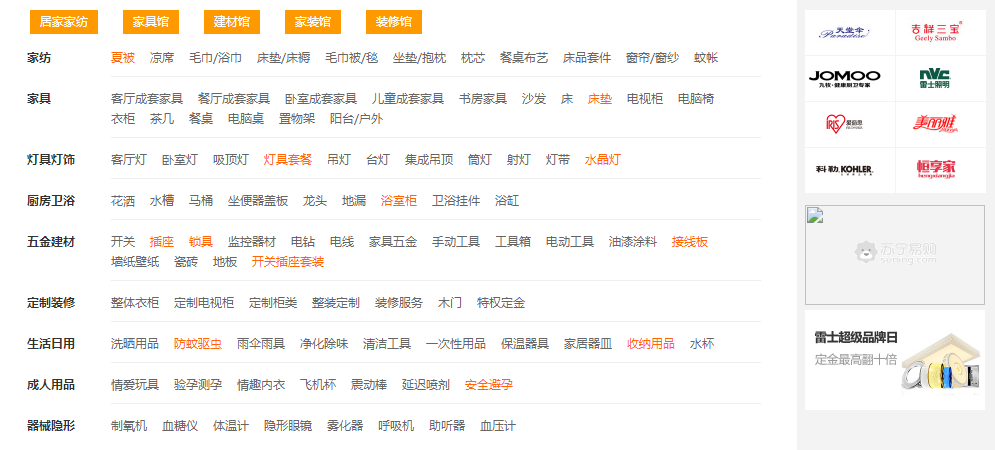 居家家纺 家具馆 建材馆 家装馆 装修馆
家纺 夏被 凉席 毛巾/浴巾 床垫/床褥 毛巾被/毯 坐垫/抱枕 枕芯 餐桌布艺 床品套件 窗帘/窗纱 蚊帐
家具 客厅成套家具 餐厅成套家具 卧室成套家具 儿童成套家具 书房家具 沙发 床 床垫 电视柜 电脑椅
衣柜 茶几 餐桌 电脑桌 置物架 阳台/户外
灯具灯饰 客厅灯 卧室灯 吸顶灯 灯具套餐 吊灯 台灯 集成吊顶 筒灯 射灯 灯带 水晶灯
厨房卫浴 花洒 水槽 马桶 坐便器盖板 龙头 地漏 浴室柜 卫浴挂件 浴缸
五金建材 开关 插座 锁具 监控器材 电钻 电线 家具五金 手动工具 工具箱 电动工具 油漆涂料 接线板
墙纸壁纸 瓷砖 地板 开关插座套装
定制装修 整体衣柜 定制电视柜 定制柜类 整装定制 装修服务 木门 特权定金
生活日用 洗晒用品 防蚊驱虫 雨伞雨具 净化除味 清洁工具 一次性用品 保温器具 家居器皿 收纳用品 水杯
成人用品 情爱玩具 验孕测孕 情趣内衣 飞机杯 震动棒 延迟喷剂 安全避孕
器械隐形 制氧机 血糖仪 体温计 隐形眼镜 雾化器 呼吸机 助听器 血压计
天堂伞
Paradise
吉祥三宝
Geely Sambo
JOMOO
九牧·健康厨卫专家
NVC
雷士照明
IRIS 爱丽思
美丽雅
科勒 KOHLER
恒享家
hengxiangjia
苏宁易购
suning.com
雷士超级品牌日
定金最高翻十倍